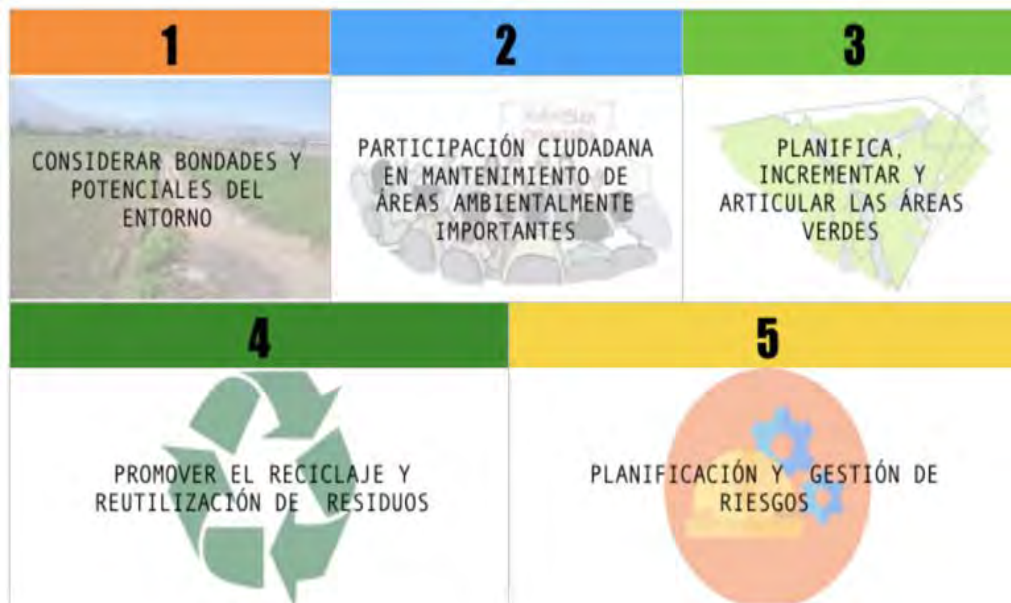 1
2
3
CONSIDERAR BONDADES Y
POTENCIALES DEL
ENTORNO
PARTICIPACIÓN CIUDADANA
EN MANTENIMIENTO DE
ÁREAS AMBIENTALMENTE
IMPORTANTES
PLANIFICA,
INCREMENTAR Y
ARTICULAR LAS ÁREAS
VERDES
4
5
PROMOVER EL RECICLAJE Y
REUTILIZACIÓN DE RESIDUOS
PLANIFICACIÓN Y GESTIÓN DE
RIESGOS